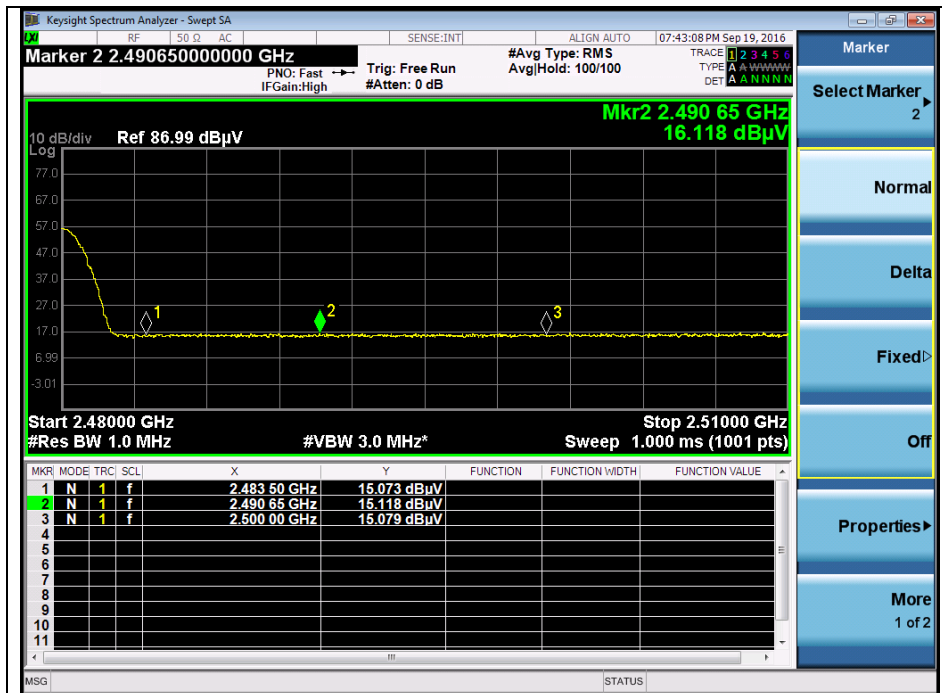 Keysight Spectrum Analyzer - Swept SA
LXI RF 50 Ω AC SENSE:INT ALIGN AUTO 07:43:08 PM Sep 19, 2016
Marker 2 2.490650000000 GHz
PNO: Fast
IFGain:High
Trig: Free Run
#Atten: 0 dB
#Avg Type: RMS
Avg|Hold: 100/100
TRACE 1 2 3 4 5 6
TYPE A A W W W W
DET A A N N N N
Mkr2 2.490 65 GHz
16.118 dBµV
10 dB/div Ref 86.99 dBµV
Log
77.0
67.0
57.0
47.0
37.0
27.0
17.0
6.99
-3.01
1
2
3
Start 2.48000 GHz Stop 2.51000 GHz
#Res BW 1.0 MHz #VBW 3.0 MHz* Sweep 1.000 ms (1001 pts)
MKR MODE TRC SCL X Y FUNCTION FUNCTION WIDTH FUNCTION VALUE
1 N 1 f 2.483 50 GHz 15.073 dBµV
2 N 1 f 2.490 65 GHz 15.118 dBµV
3 N 1 f 2.500 00 GHz 15.079 dBµV
4
5
6
7
8
9
10
11
MSG STATUS
Marker
Select Marker
2
Normal
Delta
Fixed
Off
Properties
More
1 of 2